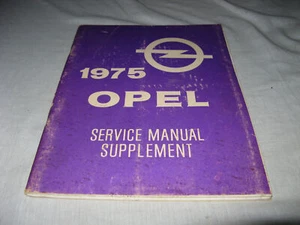 1975
OPEL
SERVICE MANUAL
SUPPLEMENT